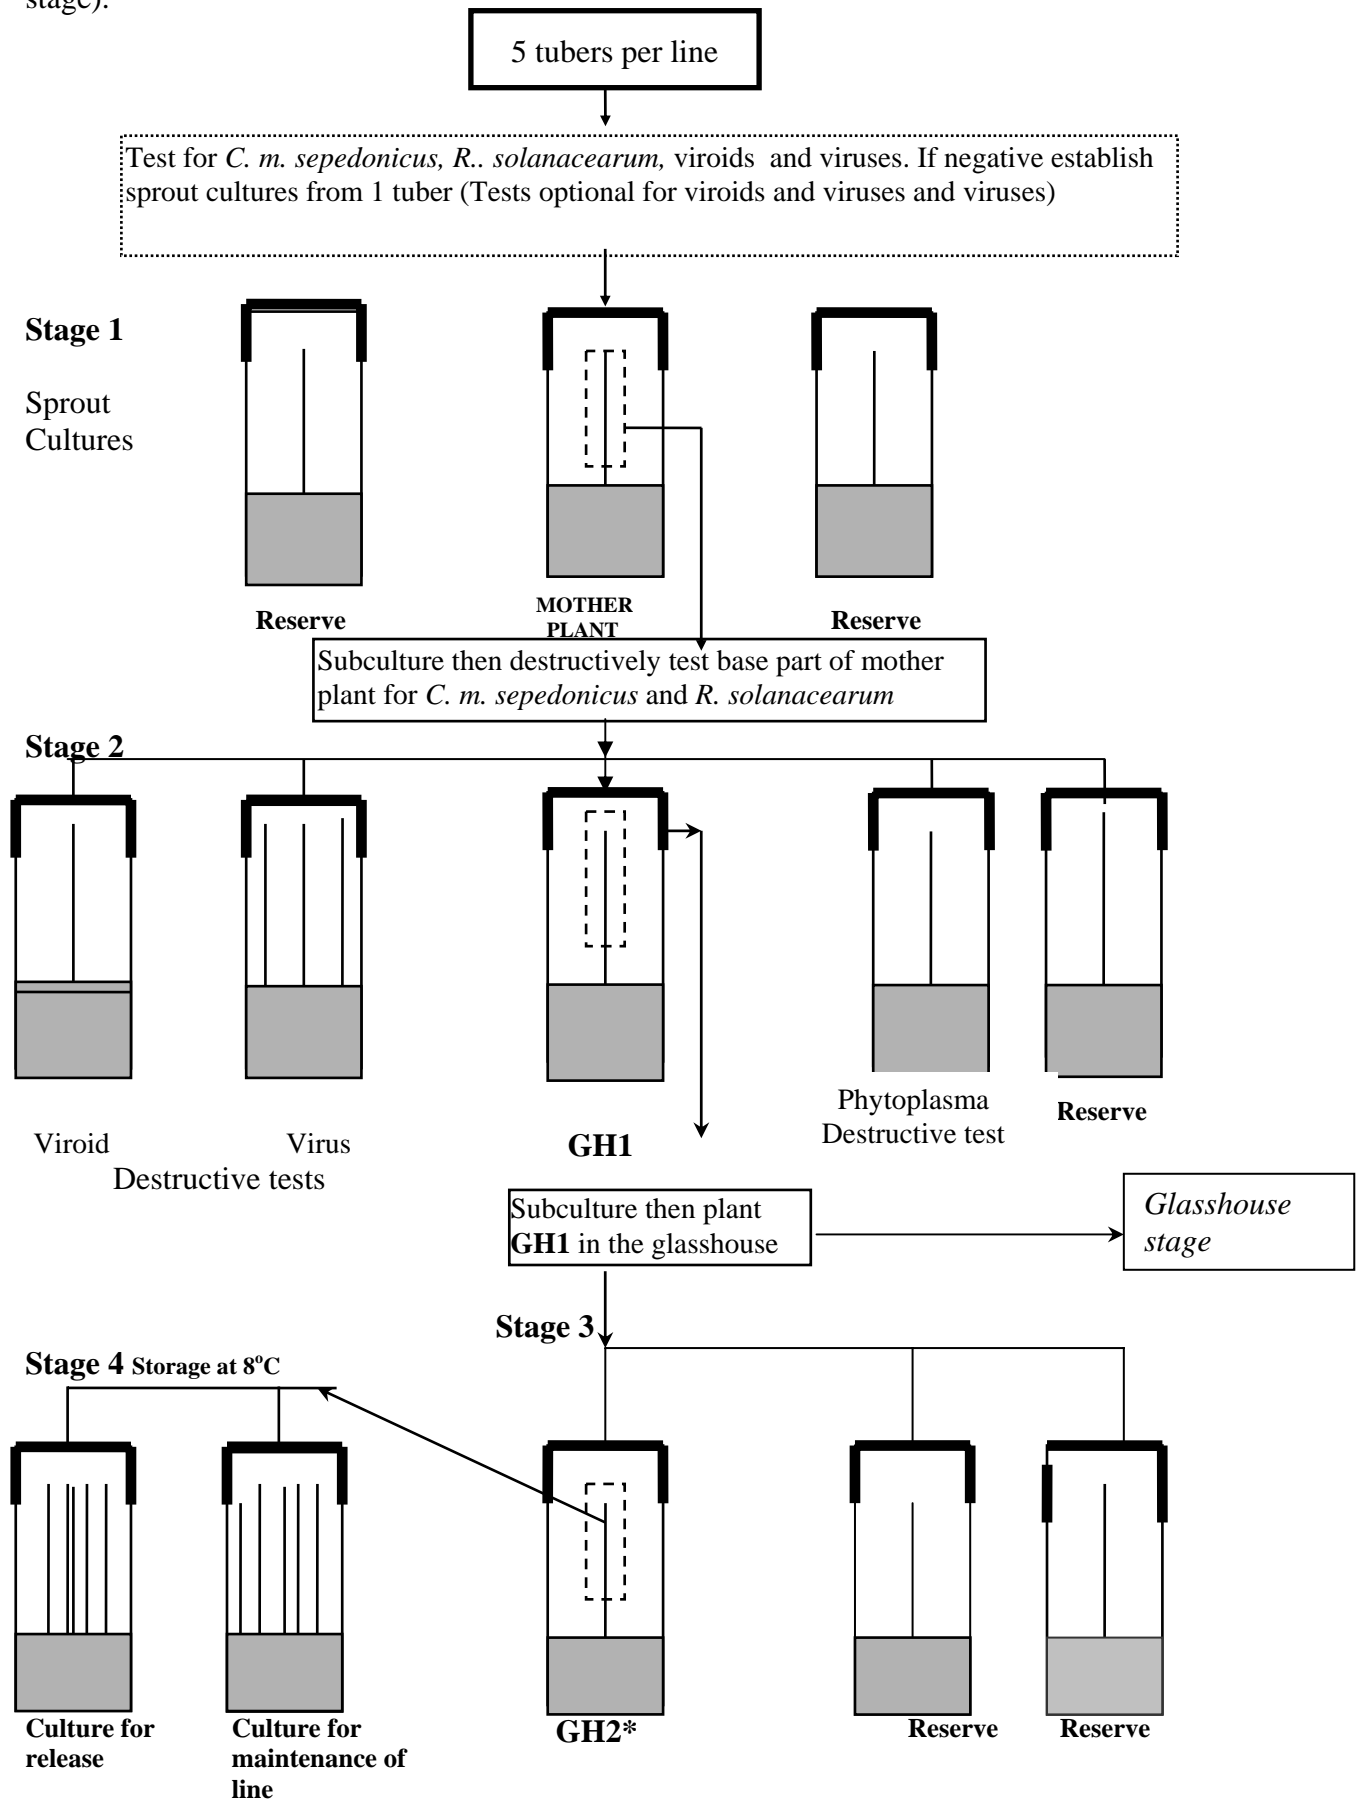 stage).
5 tubers per line
Test for C. m. sepedonicus, R.. solanacearum, viroids and viruses. If negative establish
sprout cultures from 1 tuber (Tests optional for viroids and viruses and viruses)
Stage 1
Sprout
Cultures
Reserve
MOTHER
PLANT
Reserve
Subculture then destructively test base part of mother
plant for C. m. sepedonicus and R. solanacearum
Stage 2
Viroid
Virus
Destructive tests
GH1
Phytoplasma
Destructive test
Reserve
Subculture then plant
GH1 in the glasshouse
Glasshouse
stage
Stage 3
Stage 4 Storage at 8°C
Culture for
release
Culture for
maintenance of
line
GH2*
Reserve
Reserve